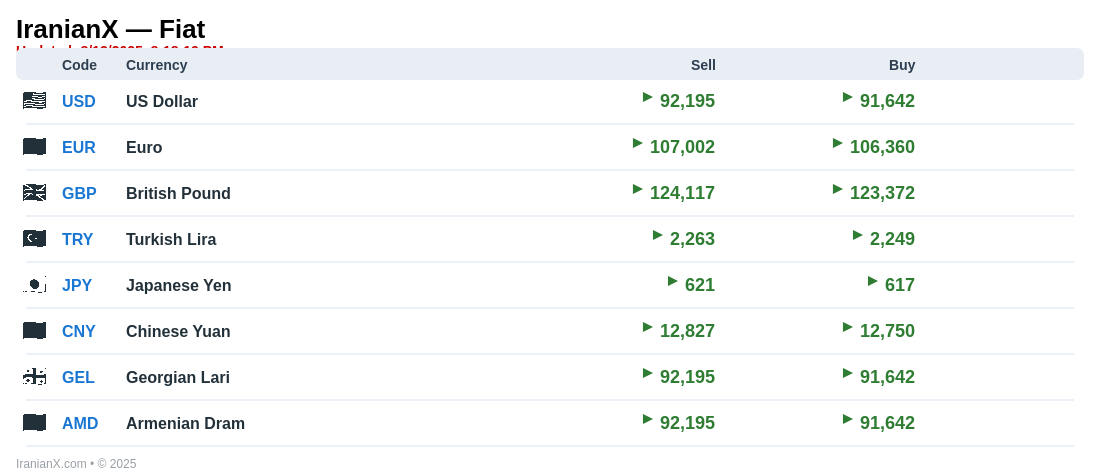 IranianX — Fiat
Code Currency Sell Buy
USD US Dollar ▶ 92,195 ▶ 91,642
EUR Euro ▶ 107,002 ▶ 106,360
GBP British Pound ▶ 124,117 ▶ 123,372
TRY Turkish Lira ▶ 2,263 ▶ 2,249
JPY Japanese Yen ▶ 621 ▶ 617
CNY Chinese Yuan ▶ 12,827 ▶ 12,750
GEL Georgian Lari ▶ 92,195 ▶ 91,642
AMD Armenian Dram ▶ 92,195 ▶ 91,642
IranianX.com • © 2025